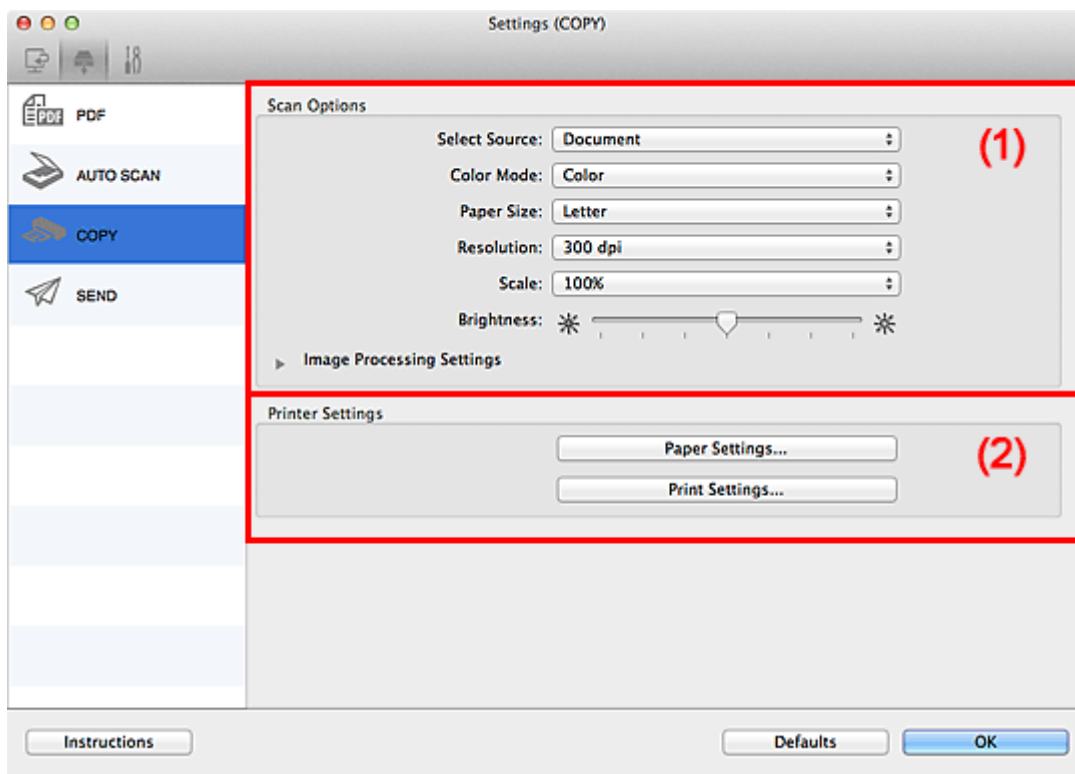 Settings (COPY)
PDF
PDF
AUTO SCAN
COPY
SEND
Scan Options
(1)
Select Source: Document
Color Mode: Color
Paper Size: Letter
Resolution: 300 dpi
Scale: 100%
Brightness:
Image Processing Settings
Printer Settings
(2)
Paper Settings...
Print Settings...
Instructions
Defaults
OK